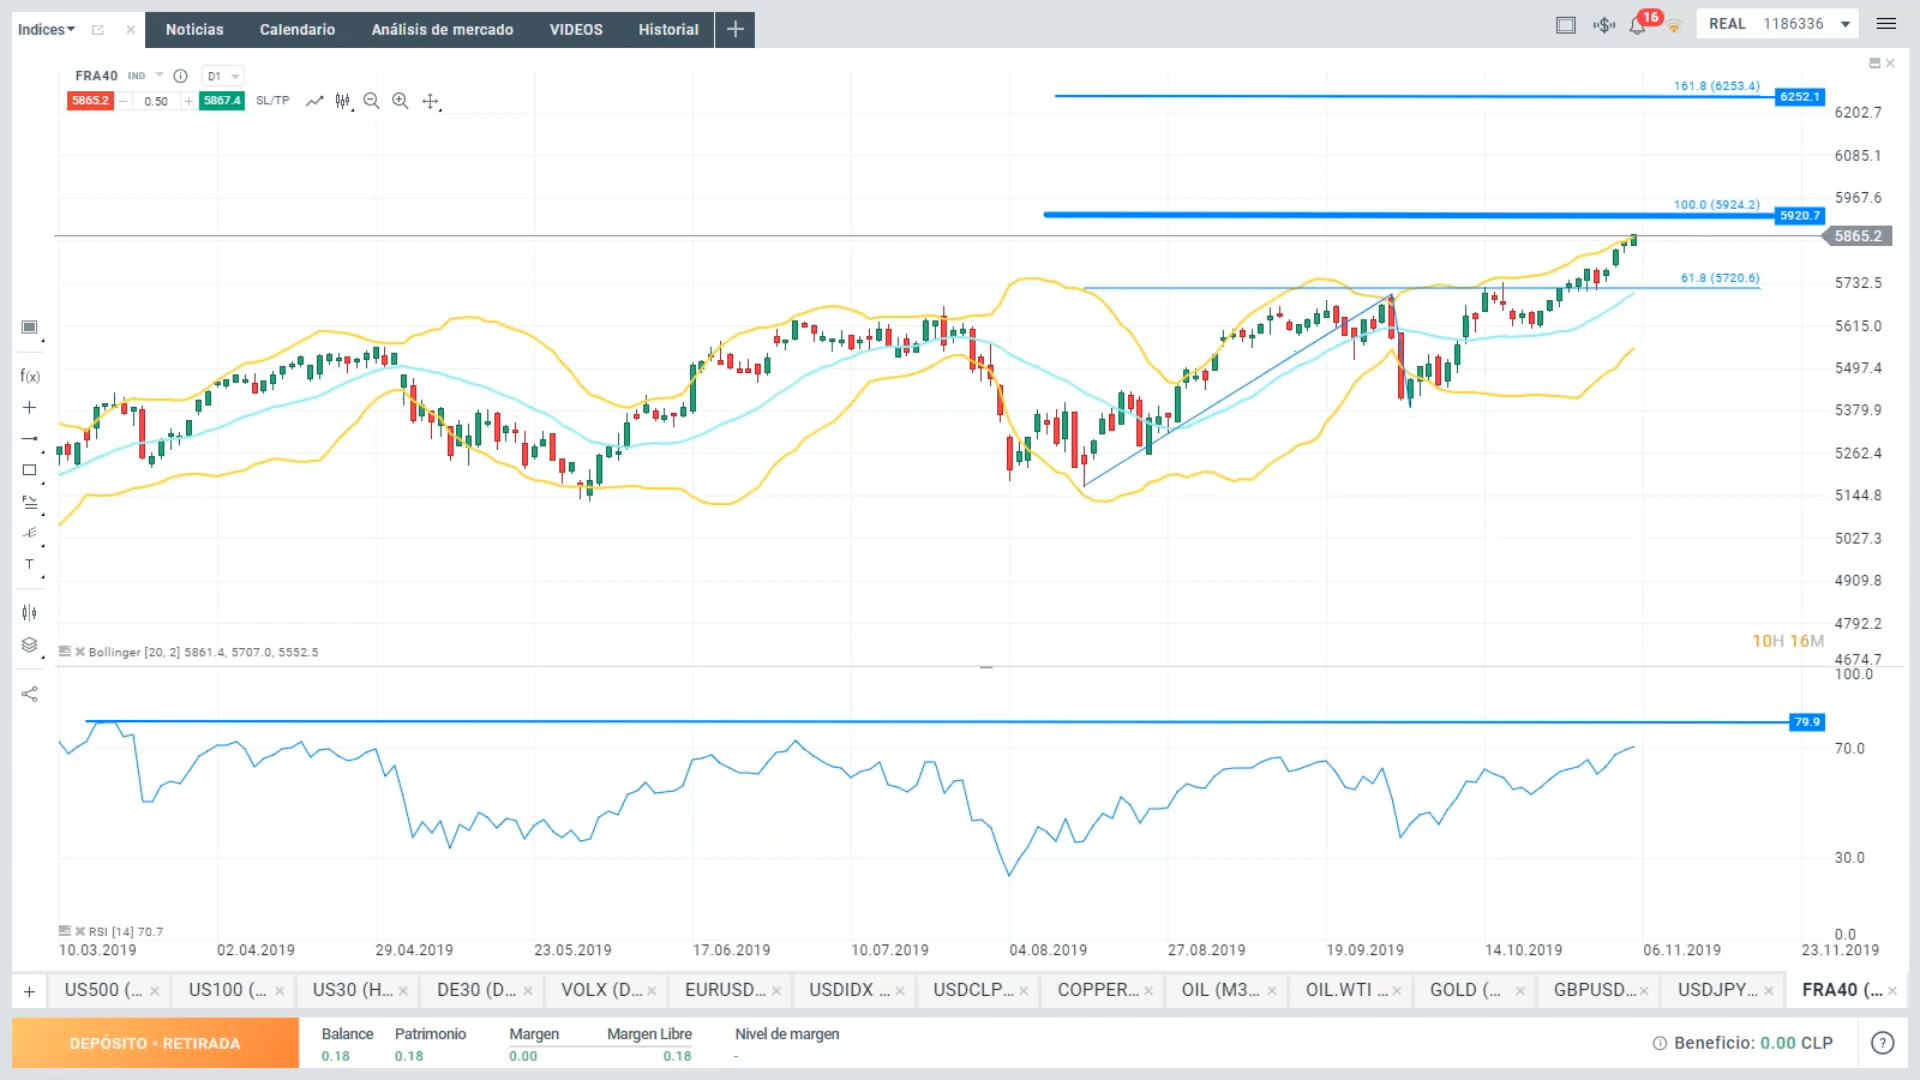 Indices
Noticias
Calendario
Análisis de mercado
VIDEOS
Historial
16
REAL 1186336
FRA40 IND D1
5865.2 0.50 5867.4 SL/TP
161.8 (6253.4)
6252.1
6202.7
6085.1
5967.6
100.0 (5924.2)
5920.7
5865.2
61.8 (5720.6)
5732.5
5615.0
5497.4
5379.9
5262.4
5144.8
5027.3
4909.8
4792.2
4674.7
f(x)
T
10H 16M
Bollinger [20, 2] 5861.4, 5707.0, 5552.5
100.0
79.9
70.0
30.0
0.0
RSI [14] 70.7
10.03.2019 02.04.2019 29.04.2019 23.05.2019 17.06.2019 10.07.2019 04.08.2019 27.08.2019 19.09.2019 14.10.2019 06.11.2019 23.11.2019
+ US500 (... US100 (... US30 (H... DE30 (D... VOLX (D... EURUSD... USDIDX ... USDCLP... COPPER... OIL (M3... OIL.WTI ... GOLD (... GBPUSD... USDJPY... FRA40 (...
DEPÓSITO • RETIRADA
Balance Patrimonio Margen Margen Libre Nivel de margen
0.18 0.18 0.00 0.18 -
Beneficio: 0.00 CLP
?